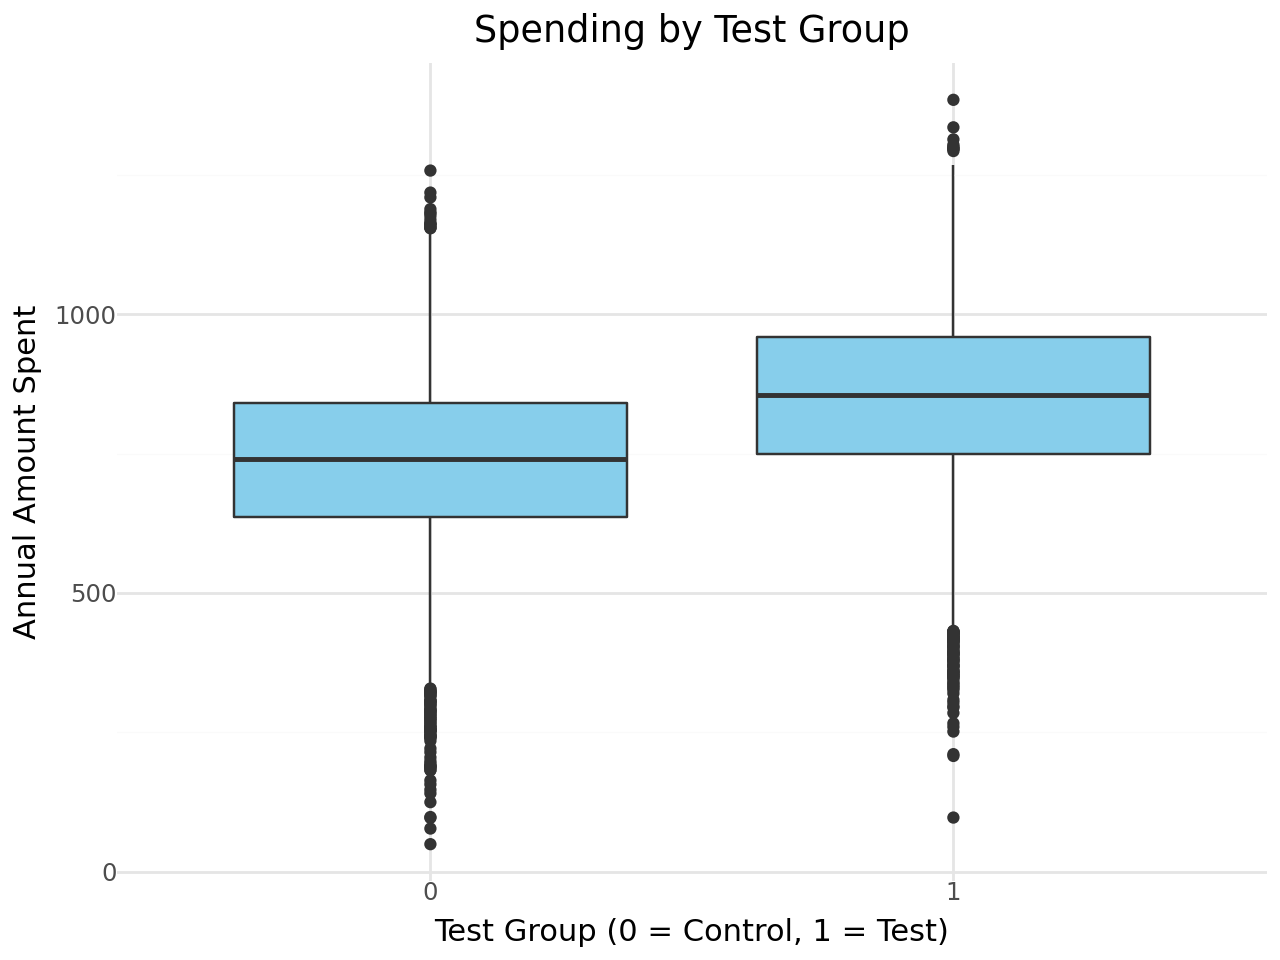 Spending by Test Group
Annual Amount Spent
1000
500
0
0 1
Test Group (0 = Control, 1 = Test)